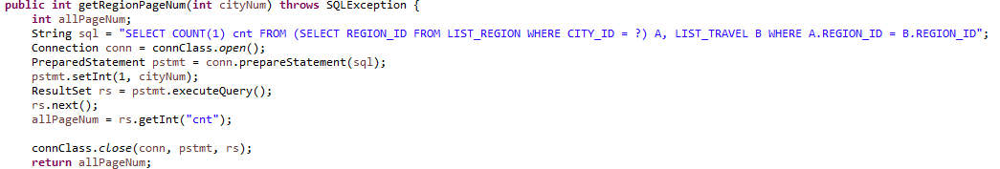 public int getRegionPageNum(int cityNum) throws SQLException {
    int allPageNum;
    String sql = "SELECT COUNT(1) cnt FROM (SELECT REGION_ID FROM LIST_REGION WHERE CITY_ID = ?) A, LIST_TRAVEL B WHERE A.REGION_ID = B.REGION_ID";
    Connection conn = connClass.open();
    PreparedStatement pstmt = conn.prepareStatement(sql);
    pstmt.setInt(1, cityNum);
    ResultSet rs = pstmt.executeQuery();
    rs.next();
    allPageNum = rs.getInt("cnt");
    connClass.close(conn, pstmt, rs);
    return allPageNum;